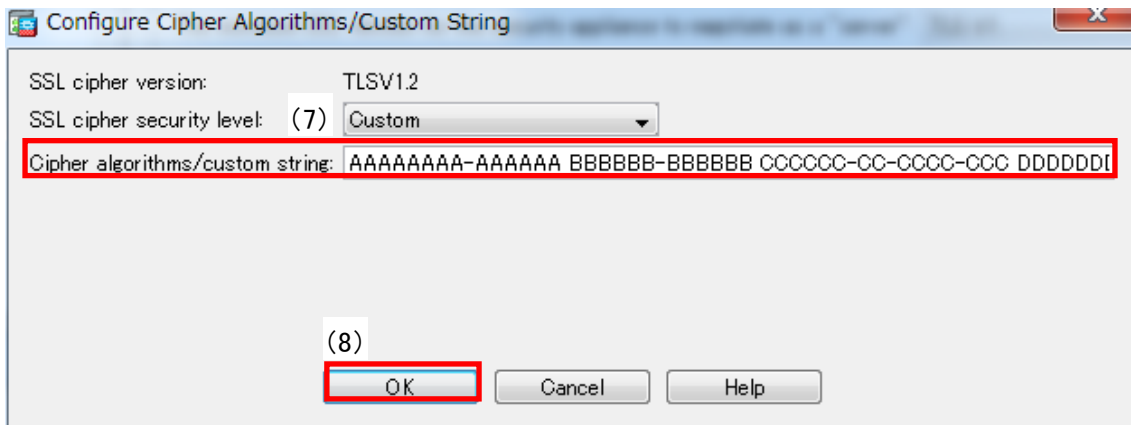 Configure Cipher Algorithms/Custom String
SSL cipher version: TLSV1.2
SSL cipher security level: (7) Custom
Cipher algorithms/custom string: AAAAAAAA-AAAAAA BBBBBB-BBBBBB CCCCCC-CC-CCCC-CCC DDDDDD
(8)
OK Cancel Help